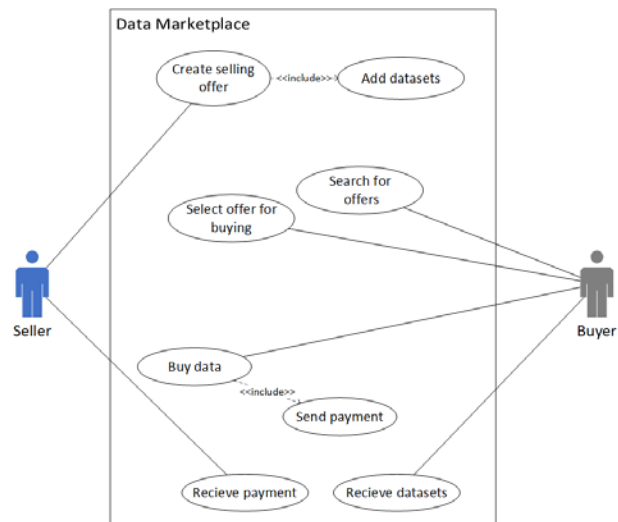 Data Marketplace
Create selling
offer
<<include>>
Add datasets
Search for
offers
Select offer for
buying
Seller
Buyer
Buy data
<<include>>
Send payment
Recieve payment
Recieve datasets